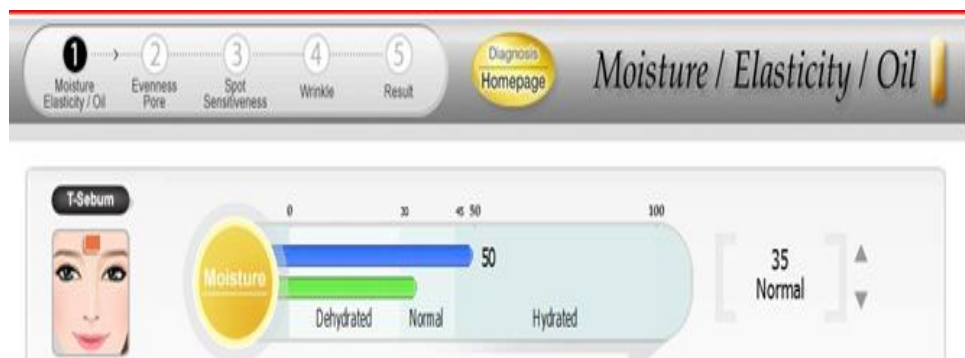 1 2 3 4 5
Moisture Elasticity / Oil
Evenness Pore
Spot Sensitiveness
Wrinkle
Result
Diagnosis
Homepage
Moisture / Elasticity / Oil
T-Sebum
0 30 45 50 100
Moisture
50
35
Normal
Dehydrated Normal Hydrated